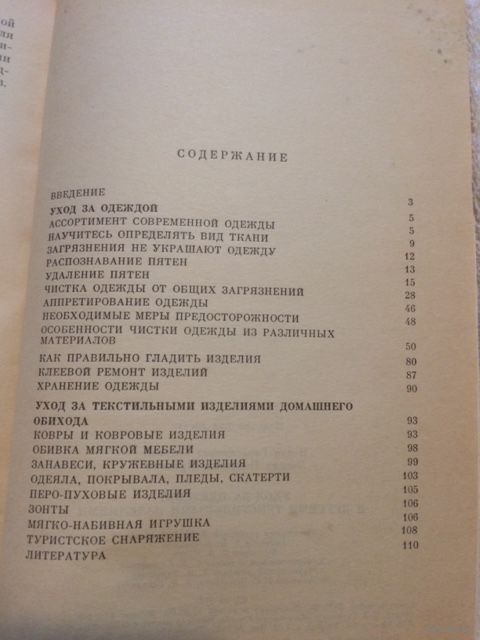 СОДЕРЖАНИЕ
ВВЕДЕНИЕ 3
УХОД ЗА ОДЕЖДОЙ 5
АССОРТИМЕНТ СОВРЕМЕННОЙ ОДЕЖДЫ 5
НАУЧИТЕСЬ ОПРЕДЕЛЯТЬ ВИД ТКАНИ 9
ЗАГРЯЗНЕНИЯ НЕ УКРАШАЮТ ОДЕЖДУ 12
РАСПОЗНАВАНИЕ ПЯТЕН 13
УДАЛЕНИЕ ПЯТЕН 15
ЧИСТКА ОДЕЖДЫ ОТ ОБЩИХ ЗАГРЯЗНЕНИЙ 28
АППРЕТИРОВАНИЕ ОДЕЖДЫ 46
НЕОБХОДИМЫЕ МЕРЫ ПРЕДОСТОРОЖНОСТИ 48
ОСОБЕННОСТИ ЧИСТКИ ОДЕЖДЫ ИЗ РАЗЛИЧНЫХ
МАТЕРИАЛОВ 50
КАК ПРАВИЛЬНО ГЛАДИТЬ ИЗДЕЛИЯ 80
КЛЕЕВОЙ РЕМОНТ ИЗДЕЛИЙ 87
ХРАНЕНИЕ ОДЕЖДЫ 90
УХОД ЗА ТЕКСТИЛЬНЫМИ ИЗДЕЛИЯМИ ДОМАШНЕГО
ОБИХОДА 93
КОВРЫ И КОВРОВЫЕ ИЗДЕЛИЯ 93
ОБИВКА МЯГКОЙ МЕБЕЛИ 98
ЗАНАВЕСИ, КРУЖЕВНЫЕ ИЗДЕЛИЯ 99
ОДЕЯЛА, ПОКРЫВАЛА, ПЛЕДЫ, СКАТЕРТИ 103
ПЕРО-ПУХОВЫЕ ИЗДЕЛИЯ 105
ЗОНТЫ 106
МЯГКО-НАБИВНАЯ ИГРУШКА 106
ТУРИСТСКОЕ СНАРЯЖЕНИЕ 108
ЛИТЕРАТУРА 110